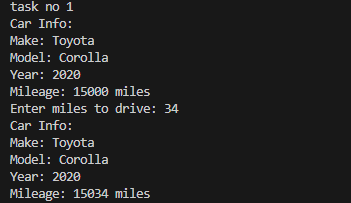 task no 1
Car Info:
Make: Toyota
Model: Corolla
Year: 2020
Mileage: 15000 miles
Enter miles to drive: 34
Car Info:
Make: Toyota
Model: Corolla
Year: 2020
Mileage: 15034 miles